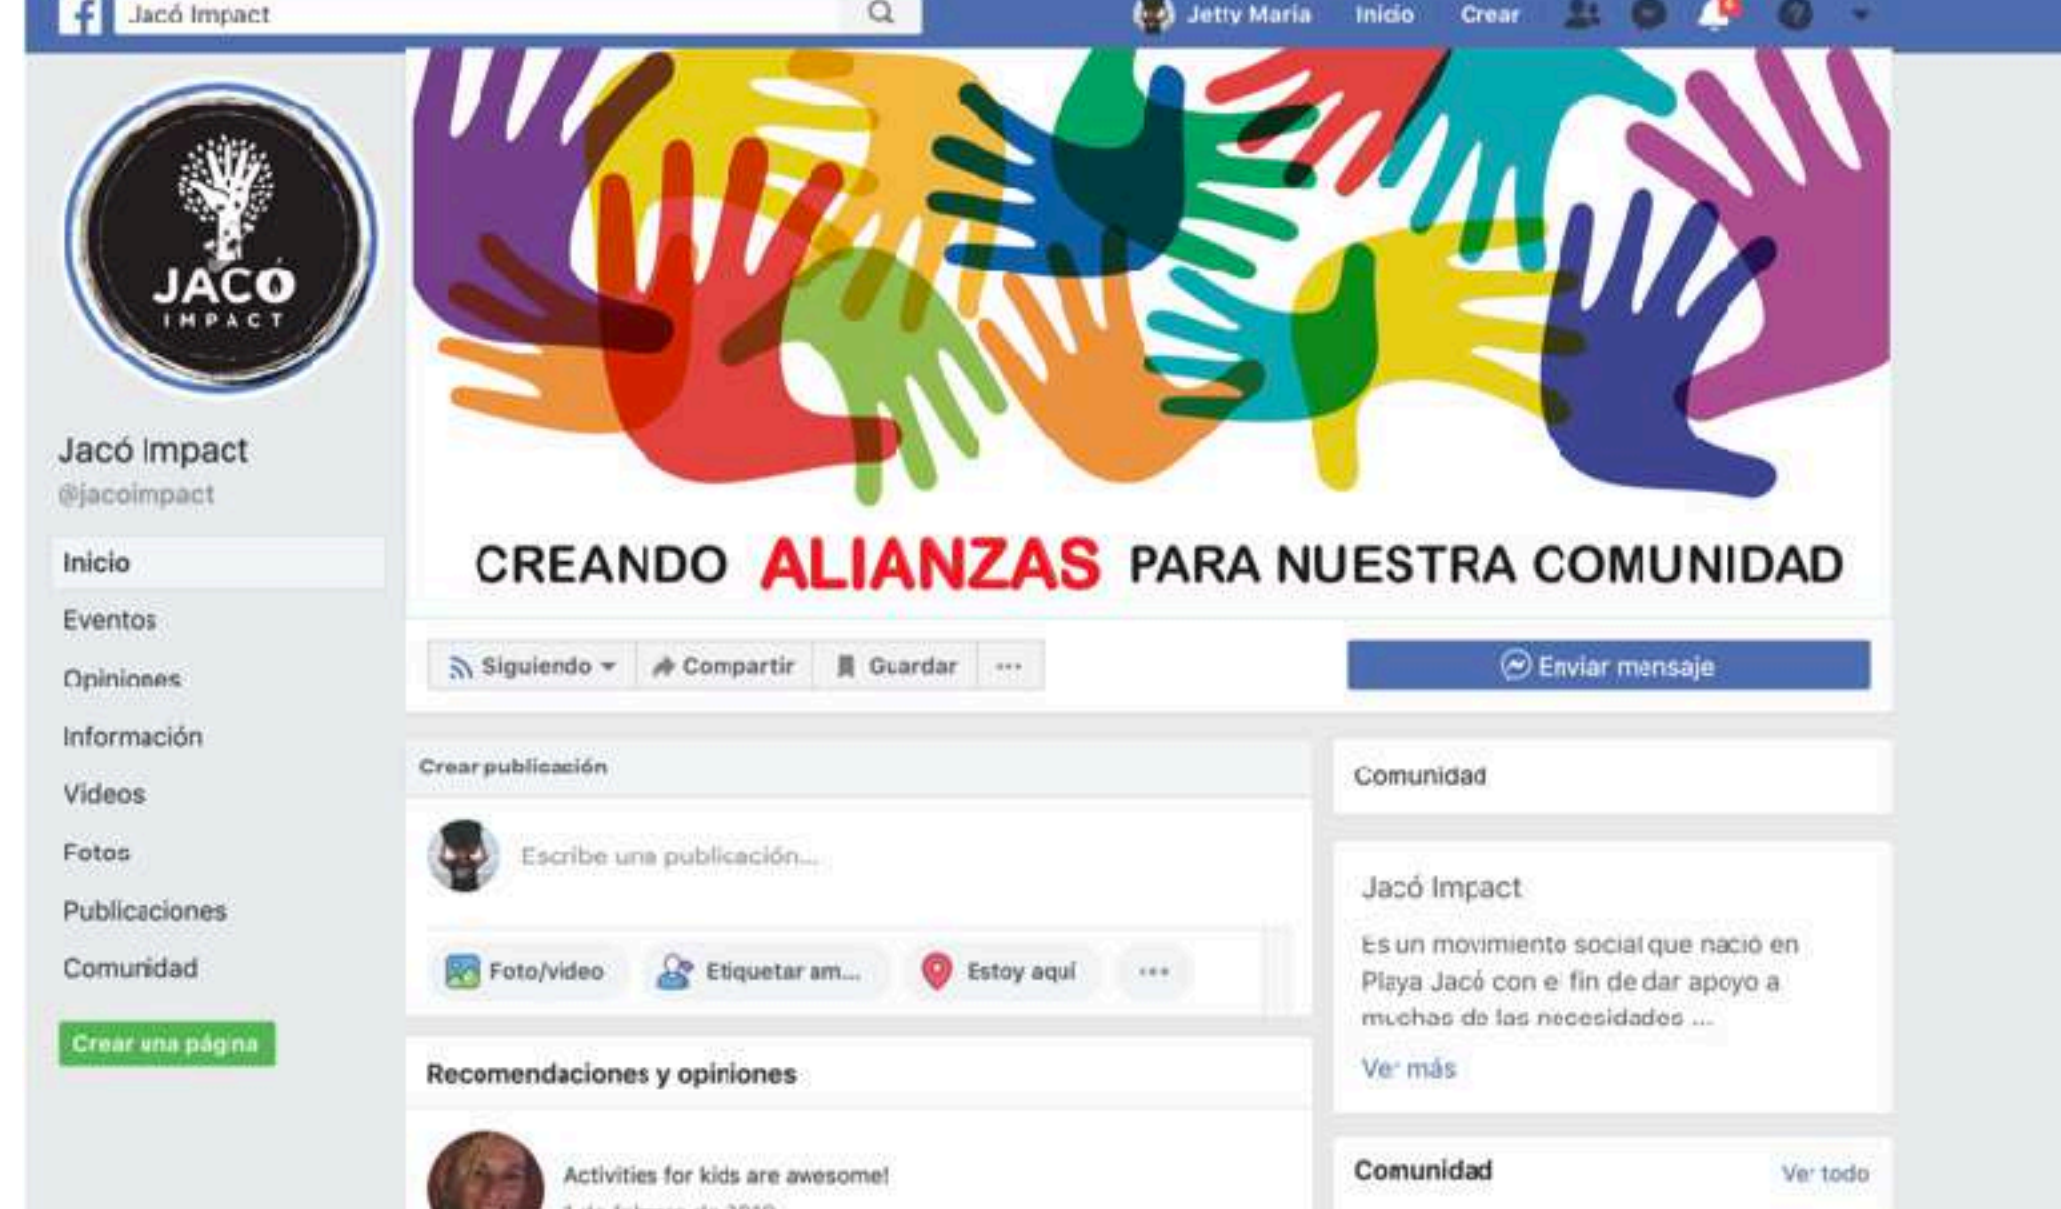 Jacó Impact
Jetty Maria
Inicio
Crear
JACÓ
IMPACT
Jacó Impact
@jacoimpact
Inicio
Eventos
Opiniones
Información
Videos
Fotos
Publicaciones
Comunidad
Crear una página
CREANDO ALIANZAS PARA NUESTRA COMUNIDAD
Siguiendo
Compartir
Guardar
...
Enviar mensaje
Crear publicación
Escribe una publicación...
Foto/video
Etiquetar am...
Estoy aquí
...
Recomendaciones y opiniones
Activities for kids are awesome!
Comunidad
Jacó Impact
Es un movimiento social que nació en
Playa Jacó con el fin de dar apoyo a
muchas de las necesidades ...
Ver más
Comunidad
Ver todo